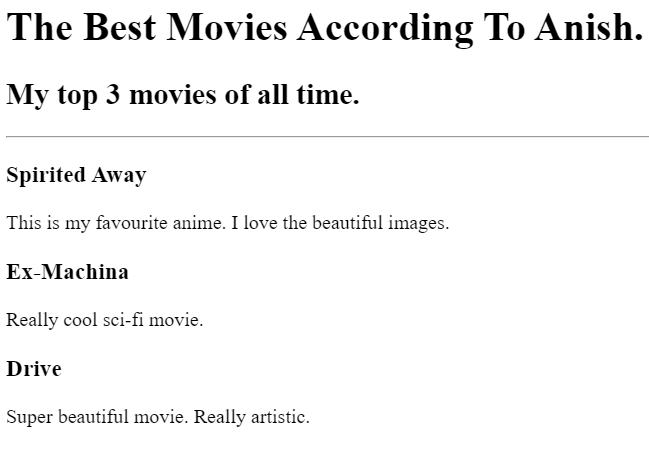 The Best Movies According To Anish.
My top 3 movies of all time.
Spirited Away
This is my favourite anime. I love the beautiful images.
Ex-Machina
Really cool sci-fi movie.
Drive
Super beautiful movie. Really artistic.